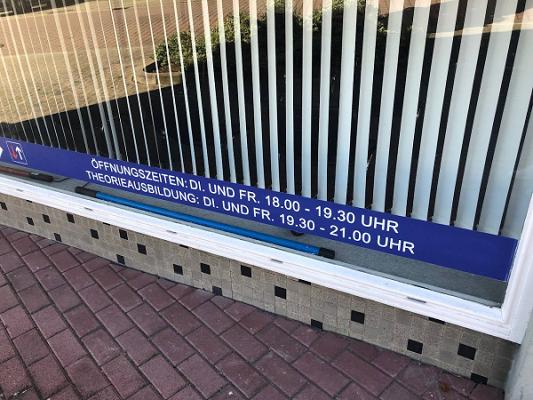 ÖFFNUNGSZEITEN: DI. UND FR. 18.00 - 19.30 UHR
THEORIEAUSBILDUNG: DI. UND FR. 19.30 - 21.00 UHR